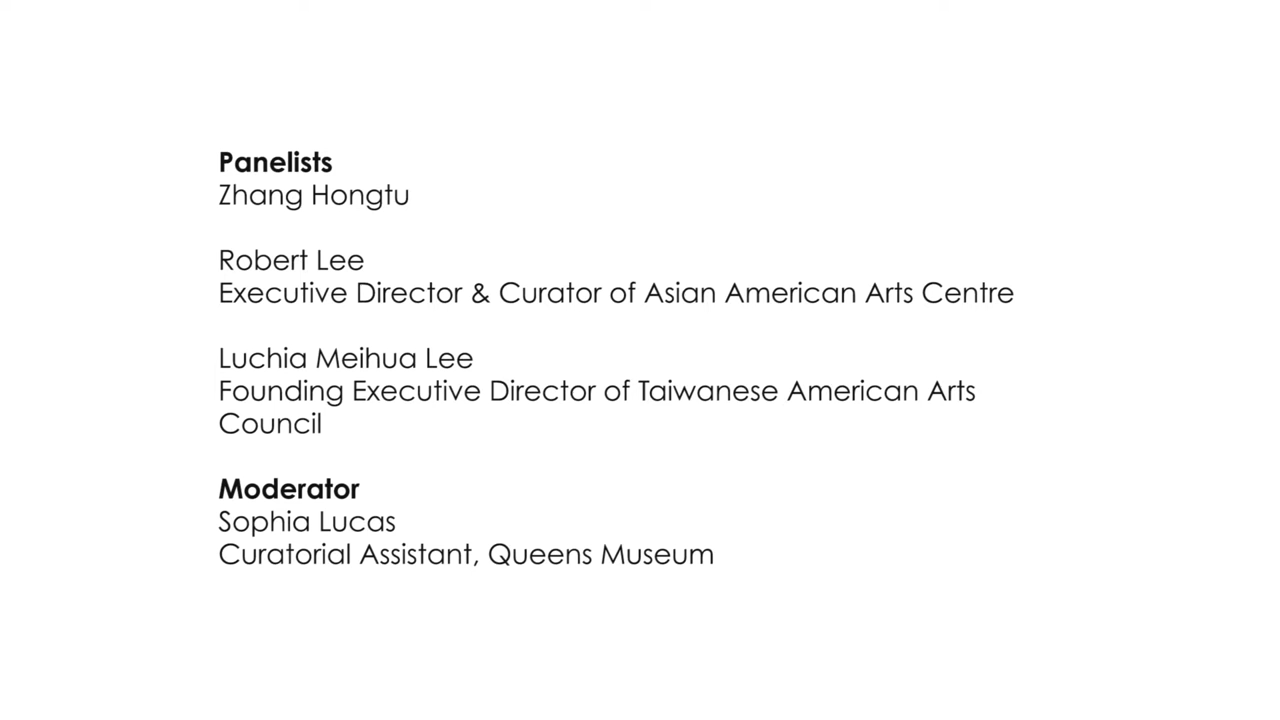 Panelists
Zhang Hongtu
Robert Lee
Executive Director & Curator of Asian American Arts Centre
Luchia Meihua Lee
Founding Executive Director of Taiwanese American Arts
Council
Moderator
Sophia Lucas
Curatorial Assistant, Queens Museum